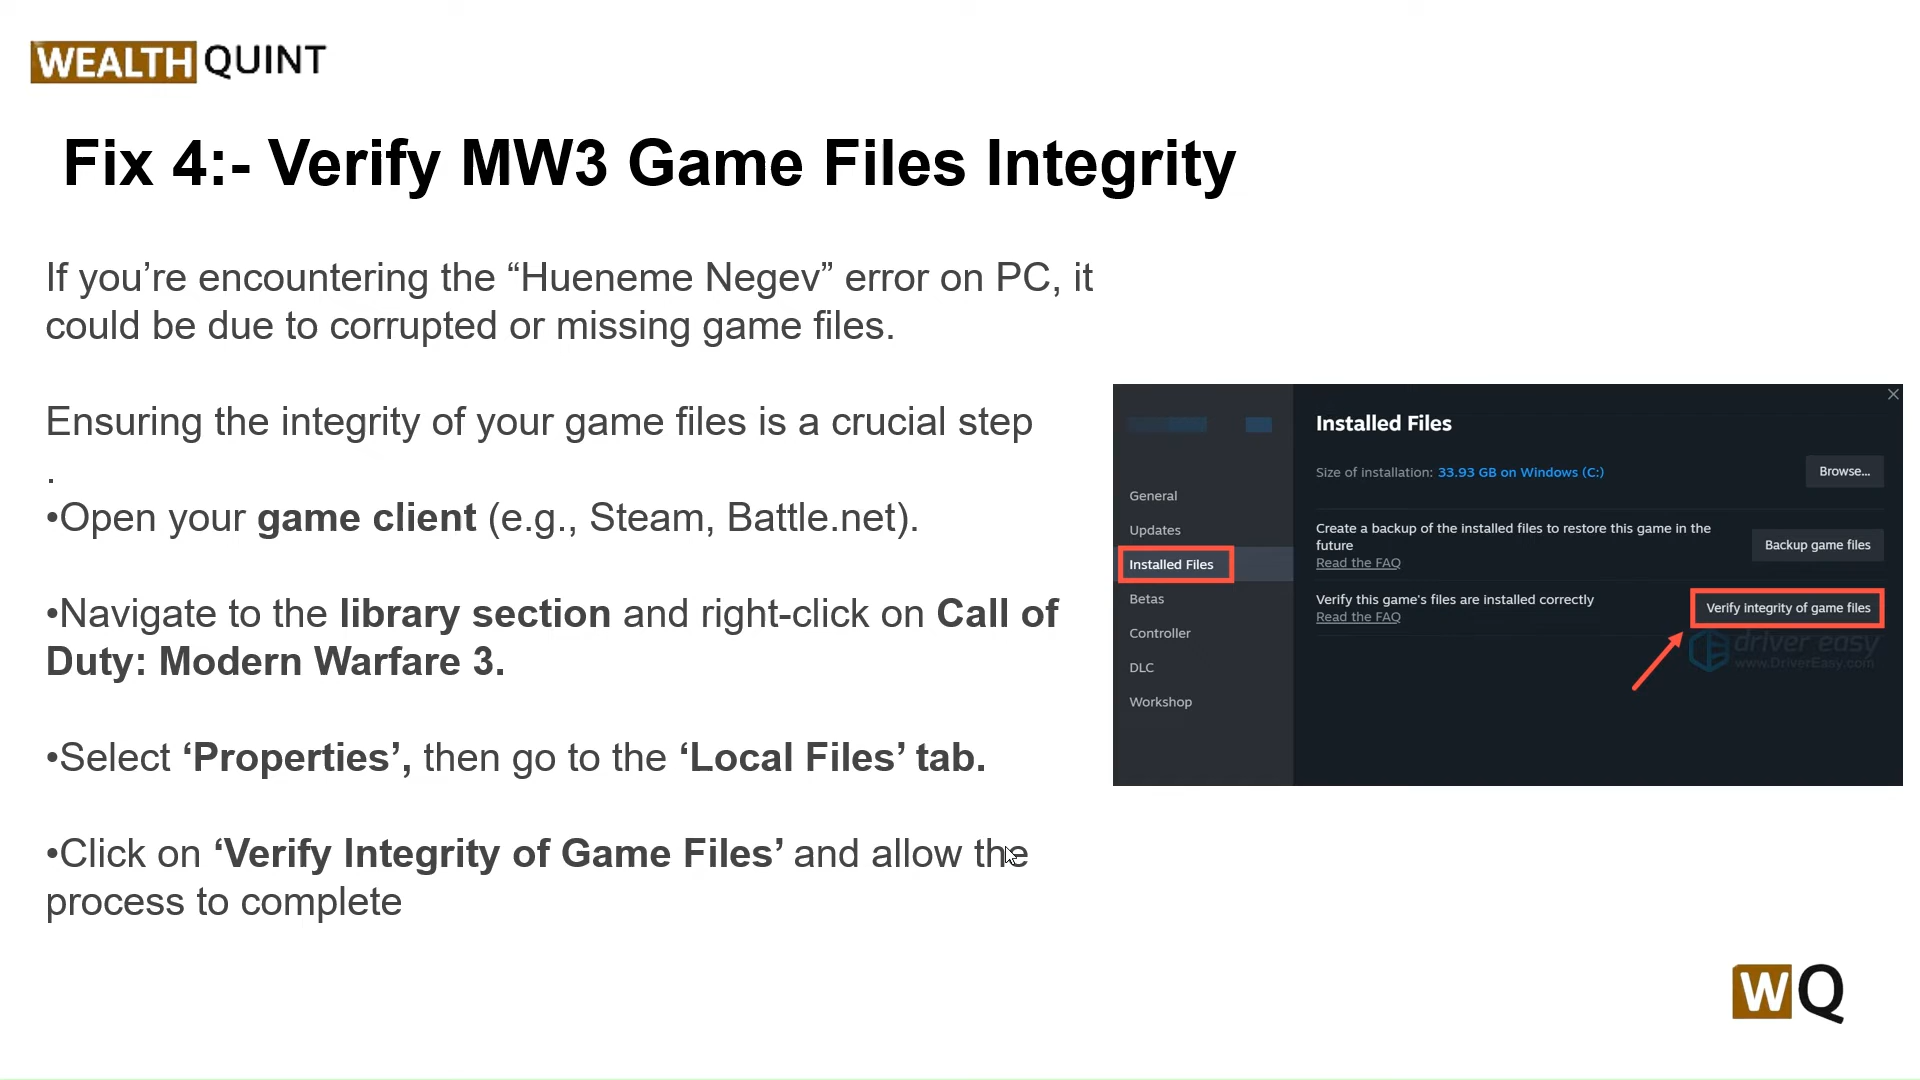 WEALTH QUINT
Fix 4:- Verify MW3 Game Files Integrity
If you’re encountering the “Hueneme Negev” error on PC, it
could be due to corrupted or missing game files.
Ensuring the integrity of your game files is a crucial step
.
•Open your game client (e.g., Steam, Battle.net).
•Navigate to the library section and right-click on Call of
Duty: Modern Warfare 3.
•Select ‘Properties’, then go to the ‘Local Files’ tab.
•Click on ‘Verify Integrity of Game Files’ and allow the
process to complete
General
Updates
Installed Files
Betas
Controller
DLC
Workshop
Installed Files
Size of installation: 33.93 GB on Windows (C:)
Browse...
Create a backup of the installed files to restore this game in the
future
Read the FAQ
Backup game files
Verify this game's files are installed correctly
Read the FAQ
Verify integrity of game files
driver easy
www.DriverEasy.com
WQ